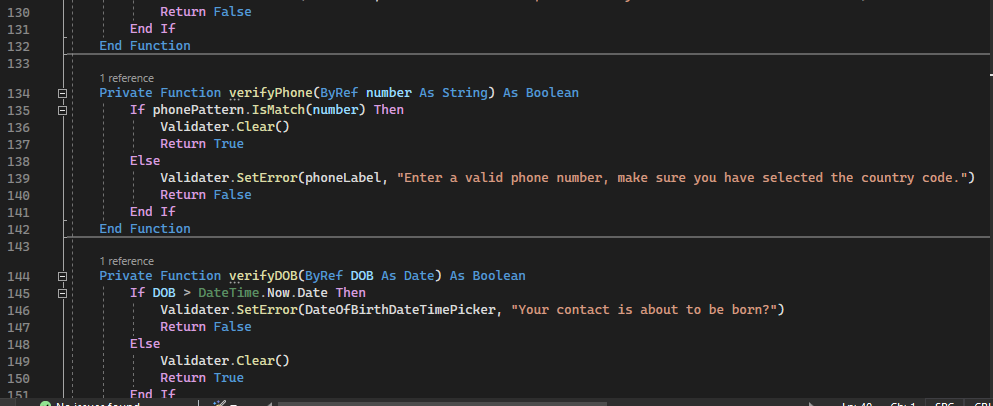 130 Return False
131 End If
132 End Function
133
1 reference
134 Private Function verifyPhone(ByRef number As String) As Boolean
135 If phonePattern.IsMatch(number) Then
136 Validater.Clear()
137 Return True
138 Else
139 Validater.SetError(phoneLabel, "Enter a valid phone number, make sure you have selected the country code.")
140 Return False
141 End If
142 End Function
143
1 reference
144 Private Function verifyDOB(ByRef DOB As Date) As Boolean
145 If DOB > DateTime.Now.Date Then
146 Validater.SetError(DateOfBirthDateTimePicker, "Your contact is about to be born?")
147 Return False
148 Else
149 Validater.Clear()
150 Return True
151 End If
No issues found